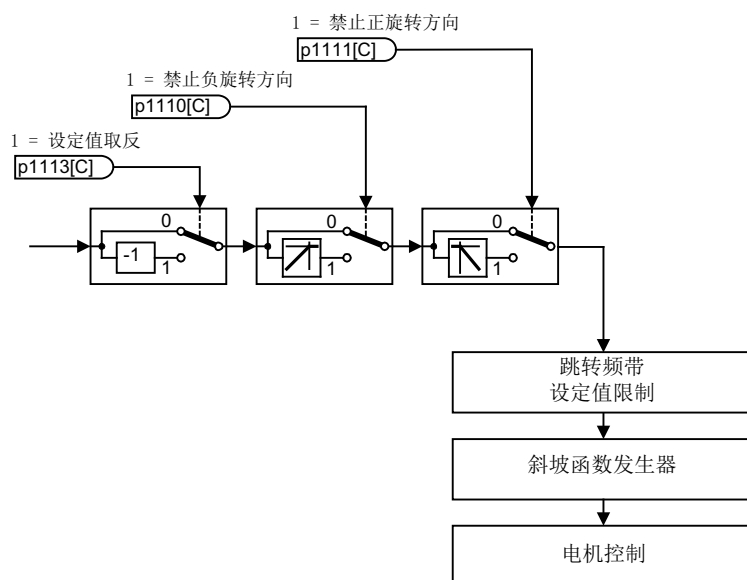 1 = 禁止正旋转方向
p1111[C]
1 = 禁止负旋转方向
p1110[C]
1 = 设定值取反
p1113[C]
0
-1
1
0
1
0
1
跳转频带
设定值限制
斜坡函数发生器
电机控制